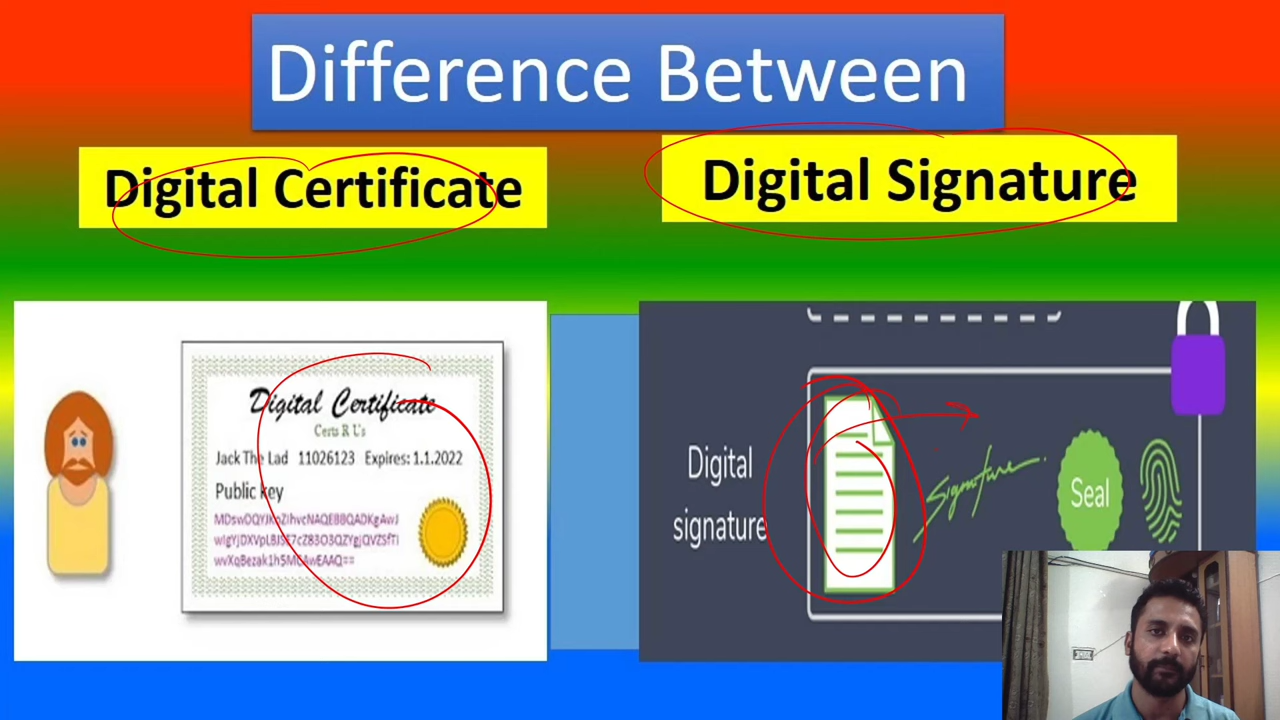 Difference Between
Digital Certificate
Digital Signature
Digital Certificate
Certs R U's
Jack The Lad 11026123 Expires: 1.1.2022
Public key
Digital
signature
Signature
Seal